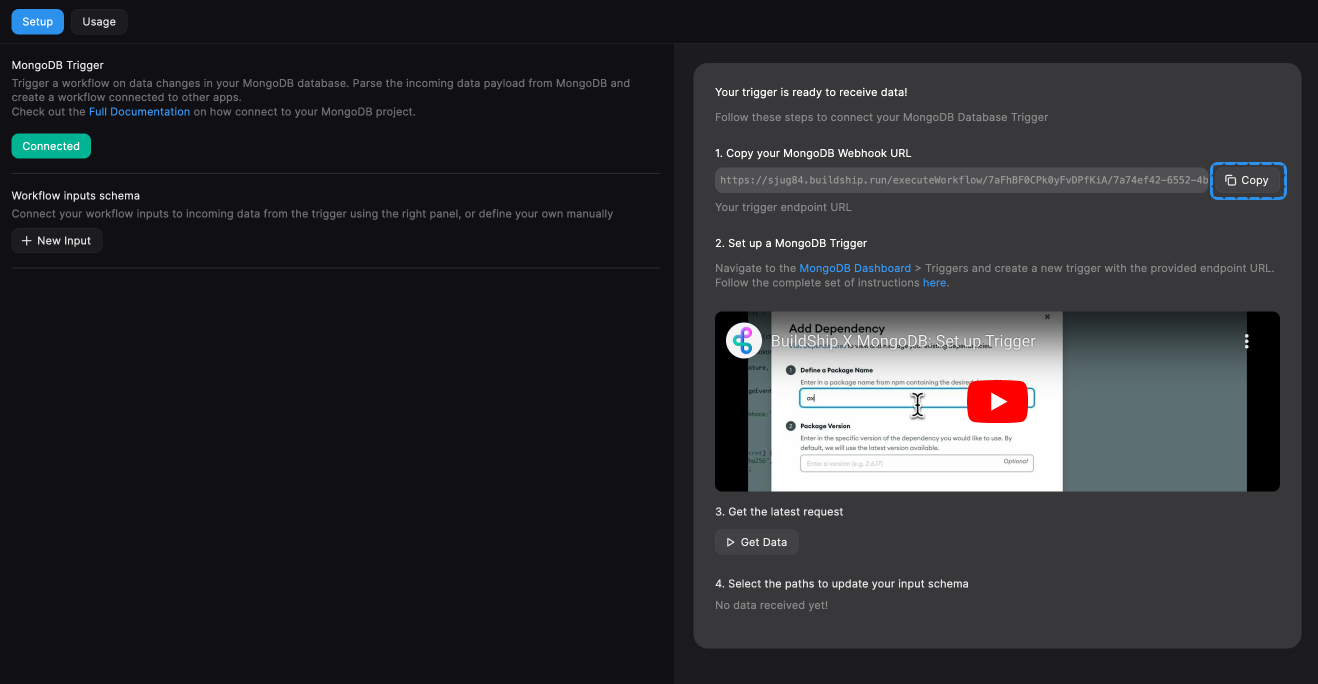 Setup
Usage
MongoDB Trigger
Trigger a workflow on data changes in your MongoDB database. Parse the incoming data payload from MongoDB and
create a workflow connected to other apps.
Check out the Full Documentation on how connect to your MongoDB project.
Connected
Workflow inputs schema
Connect your workflow inputs to incoming data from the trigger using the right panel, or define your own manually
New Input
Your trigger is ready to receive data!
Follow these steps to connect your MongoDB Database Trigger
1. Copy your MongoDB Webhook URL
https://sjug84.buildship.run/executeWorkflow/7aFhBF0CPk0yFvDPfKiA/7a74ef42-6552-4b
Copy
Your trigger endpoint URL
2. Set up a MongoDB Trigger
Navigate to the MongoDB Dashboard > Triggers and create a new trigger with the provided endpoint URL.
Follow the complete set of instructions here.
Add Dependency
BuildShip X MongoDB: Set up Trigger
1 Define a Package Name
Enter in a package name from npm containing the desired
ax
2 Package Version
Enter in the specific version of the dependency you would like to use. By
default, we will use the latest version available.
Enter a version (e.g. 2.6.17)
Optional
3. Get the latest request
Get Data
4. Select the paths to update your input schema
No data received yet!